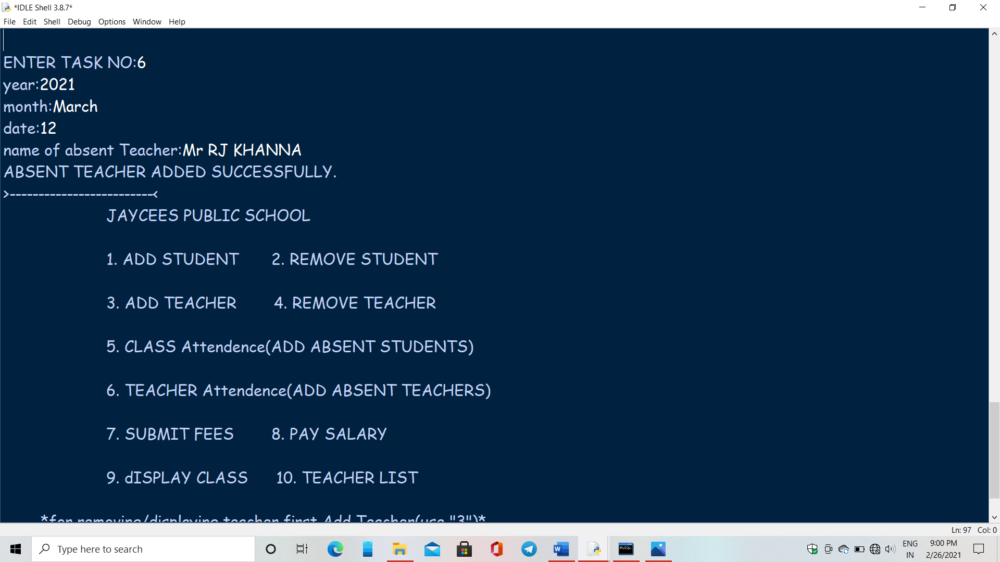 *IDLE Shell 3.8.7*
File Edit Shell Debug Options Window Help
ENTER TASK NO:6
year:2021
month:March
date:12
name of absent Teacher:Mr RJ KHANNA
ABSENT TEACHER ADDED SUCCESSFULLY.
>-------------------------<
JAYCEES PUBLIC SCHOOL
1. ADD STUDENT 2. REMOVE STUDENT
3. ADD TEACHER 4. REMOVE TEACHER
5. CLASS Attendence(ADD ABSENT STUDENTS)
6. TEACHER Attendence(ADD ABSENT TEACHERS)
7. SUBMIT FEES 8. PAY SALARY
9. dISPLAY CLASS 10. TEACHER LIST
*for removing/displaying teacher first Add Teacher(use "3")*
Ln: 97 Col: 0
Type here to search
ENG 9:00 PM
IN 2/26/2021